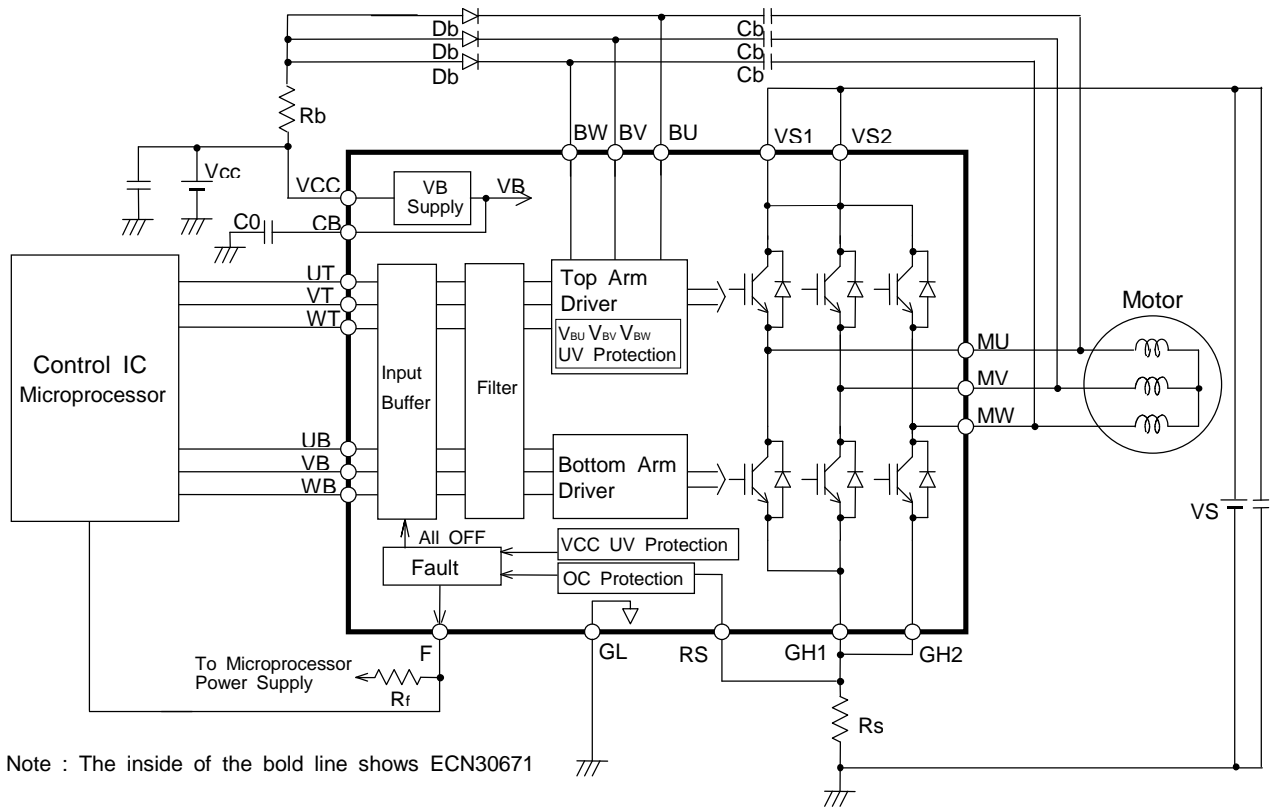 Db
Db
Db
Cb
Cb
Cb
Rb
BW
BV
BU
VS1
VS2
Vcc
VCC
VB
Supply
VB
C0
CB
UT
VT
WT
Top Arm
Driver
VBU VBV VBW
UV Protection
Motor
MU
MV
MW
Control IC
Microprocessor
Input
Buffer
Filter
UB
VB
WB
Bottom Arm
Driver
VS
All OFF
VCC UV Protection
Fault
OC Protection
F
GL
RS
GH1
GH2
To Microprocessor
Power Supply
Rf
Rs
Note : The inside of the bold line shows ECN30671